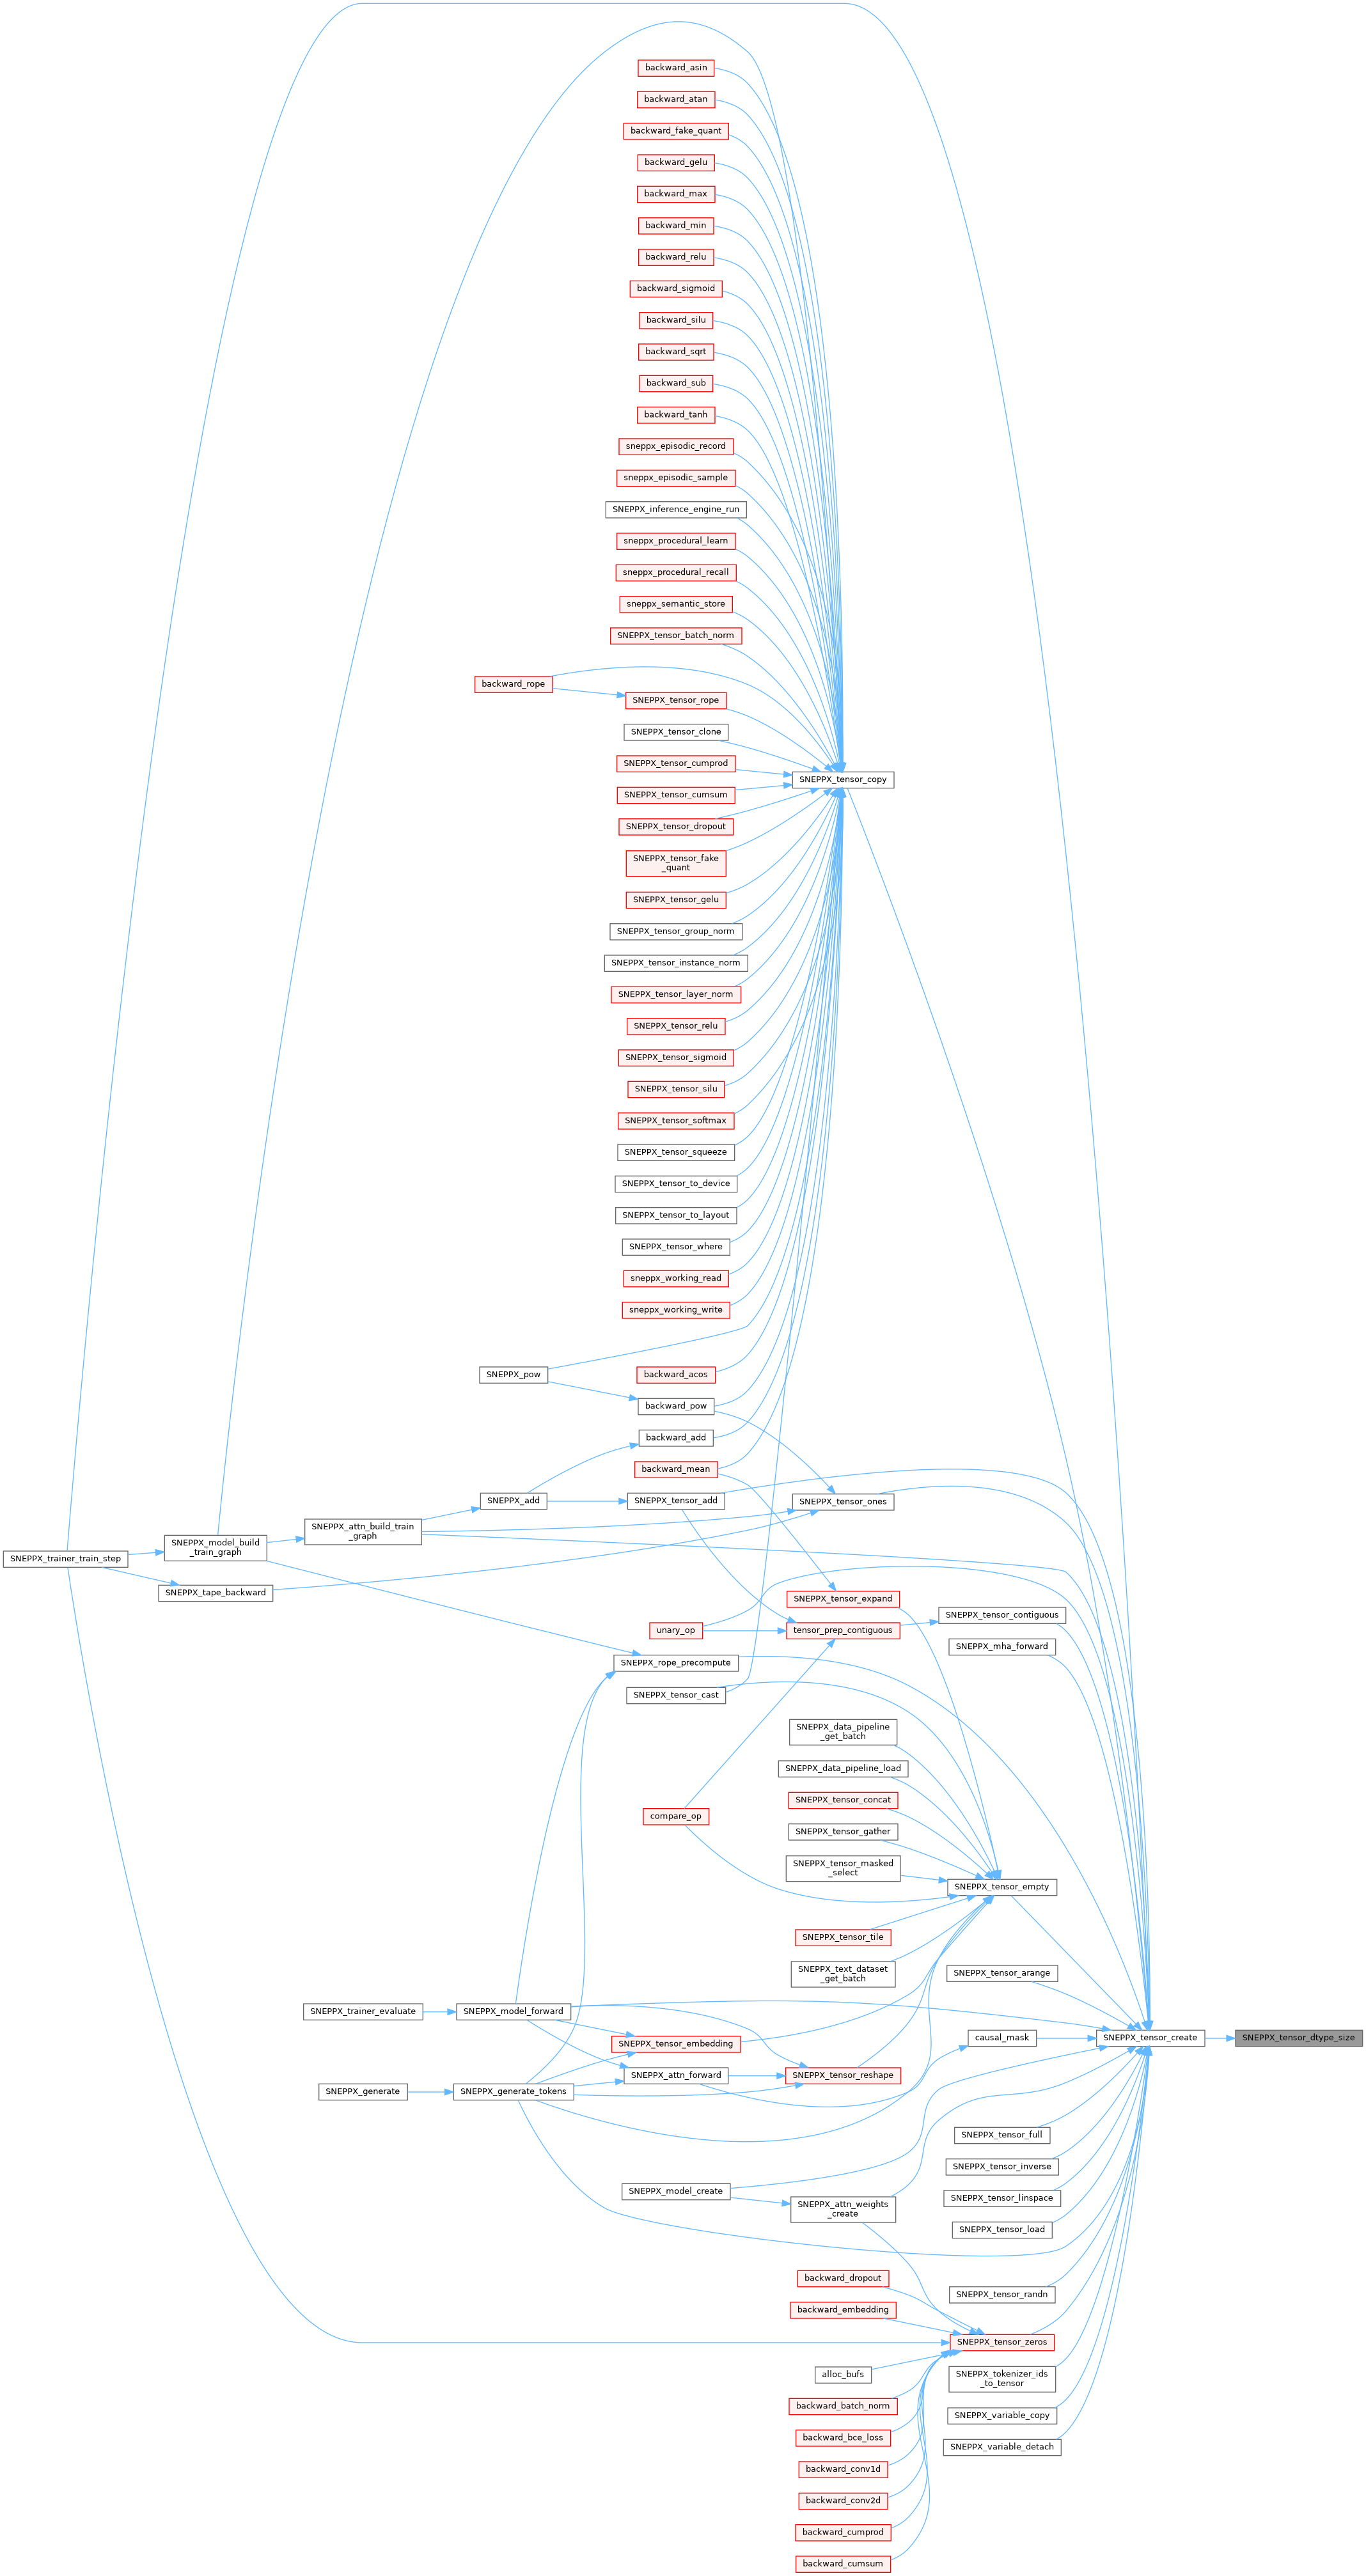 backward_asin
backward_atan
backward_fake_quant
backward_gelu
backward_max
backward_min
backward_relu
backward_sigmoid
backward_silu
backward_sqrt
backward_sub
backward_tanh
sneppx_episodic_record
sneppx_episodic_sample
SNEPPX_inference_engine_run
sneppx_procedural_learn
sneppx_procedural_recall
sneppx_semantic_store
SNEPPX_tensor_batch_norm
backward_rope
SNEPPX_tensor_rope
SNEPPX_tensor_clone
SNEPPX_tensor_cumprod
SNEPPX_tensor_copy
SNEPPX_tensor_cumsum
SNEPPX_tensor_dropout
SNEPPX_tensor_fake
_quant
SNEPPX_tensor_gelu
SNEPPX_tensor_group_norm
SNEPPX_tensor_instance_norm
SNEPPX_tensor_layer_norm
SNEPPX_tensor_relu
SNEPPX_tensor_sigmoid
SNEPPX_tensor_silu
SNEPPX_tensor_softmax
SNEPPX_tensor_squeeze
SNEPPX_tensor_to_device
SNEPPX_tensor_to_layout
SNEPPX_tensor_where
sneppx_working_read
sneppx_working_write
SNEPPX_pow
backward_acos
backward_pow
backward_add
backward_mean
SNEPPX_add
SNEPPX_tensor_add
SNEPPX_tensor_ones
SNEPPX_attn_build_train
_graph
SNEPPX_model_build
_train_graph
SNEPPX_trainer_train_step
SNEPPX_tape_backward
SNEPPX_tensor_expand
SNEPPX_tensor_contiguous
unary_op
tensor_prep_contiguous
SNEPPX_mha_forward
SNEPPX_rope_precompute
SNEPPX_tensor_cast
SNEPPX_data_pipeline
_get_batch
SNEPPX_data_pipeline_load
SNEPPX_tensor_concat
compare_op
SNEPPX_tensor_gather
SNEPPX_tensor_masked
_select
SNEPPX_tensor_empty
SNEPPX_tensor_tile
SNEPPX_text_dataset
_get_batch
SNEPPX_tensor_arange
SNEPPX_trainer_evaluate
SNEPPX_model_forward
causal_mask
SNEPPX_tensor_create
SNEPPX_tensor_dtype_size
SNEPPX_tensor_embedding
SNEPPX_attn_forward
SNEPPX_tensor_reshape
SNEPPX_generate
SNEPPX_generate_tokens
SNEPPX_tensor_full
SNEPPX_tensor_inverse
SNEPPX_model_create
SNEPPX_tensor_linspace
SNEPPX_attn_weights
_create
SNEPPX_tensor_load
backward_dropout
SNEPPX_tensor_randn
backward_embedding
SNEPPX_tensor_zeros
alloc_bufs
SNEPPX_tokenizer_ids
_to_tensor
backward_batch_norm
SNEPPX_variable_copy
backward_bce_loss
SNEPPX_variable_detach
backward_conv1d
backward_conv2d
backward_cumprod
backward_cumsum